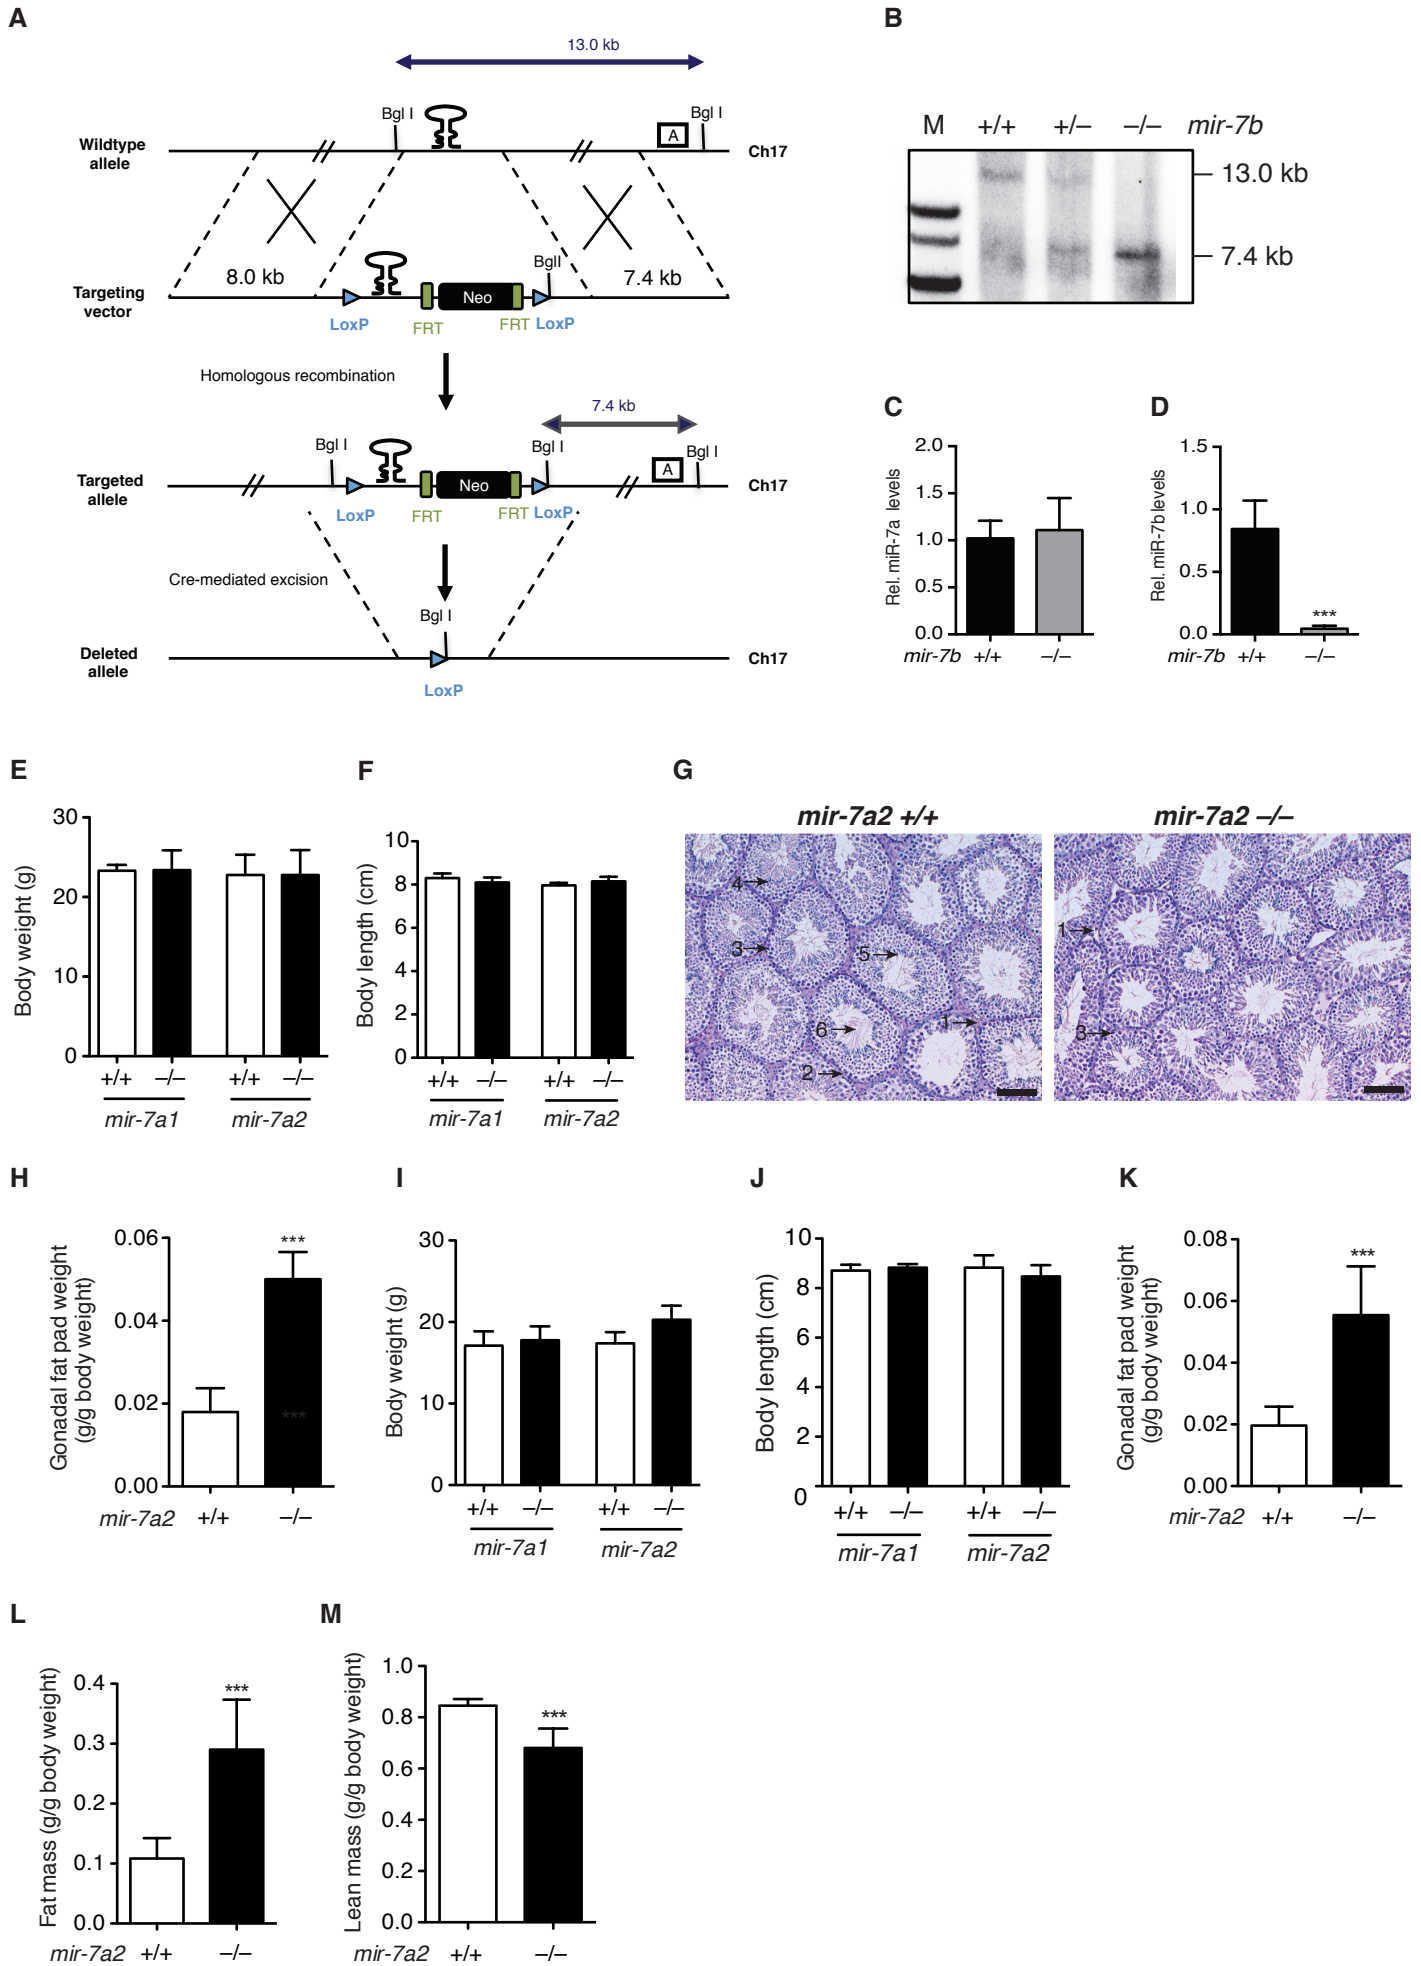 A
13.0 kb
Bgl I
A
Bgl I
Wildtype
allele
Ch17
8.0 kb
BglI
7.4 kb
Targeting
vector
Neo
LoxP
FRT
FRT
LoxP
Homologous recombination
7.4 kb
Bgl I
Bgl I
Bgl I
A
Targeted
allele
Neo
Ch17
LoxP
FRT
FRT
LoxP
Cre-mediated excision
Bgl I
Deleted
allele
Ch17
LoxP
B
M +/+ +/– –/– mir-7b
13.0 kb
7.4 kb
C
Rel. miR-7a levels
2.0
1.5
1.0
0.5
0.0
mir-7b +/+ –/–
D
Rel. miR-7b levels
1.5
1.0
0.5
0.0
***
mir-7b +/+ –/–
E
Body weight (g)
30
20
10
0
+/+ –/– +/+ –/–
mir-7a1 mir-7a2
F
Body length (cm)
10
8
6
4
2
0
+/+ –/– +/+ –/–
mir-7a1 mir-7a2
G
mir-7a2 +/+
4
3
5
6
1
2
mir-7a2 –/–
1
3
H
Gonadal fat pad weight
(g/g body weight)
0.06
0.04
0.02
0.00
***
***
mir-7a2 +/+ –/–
I
Body weight (g)
30
20
10
0
+/+ –/– +/+ –/–
mir-7a1 mir-7a2
J
Body length (cm)
10
8
6
4
2
0
+/+ –/– +/+ –/–
mir-7a1 mir-7a2
K
Gonadal fat pad weight
(g/g body weight)
0.08
0.06
0.04
0.02
0.00
***
mir-7a2 +/+ –/–
L
Fat mass (g/g body weight)
0.4
0.3
0.2
0.1
0.0
***
mir-7a2 +/+ –/–
M
Lean mass (g/g body weight)
1.0
0.8
0.6
0.4
0.2
0.0
***
mir-7a2 +/+ –/–